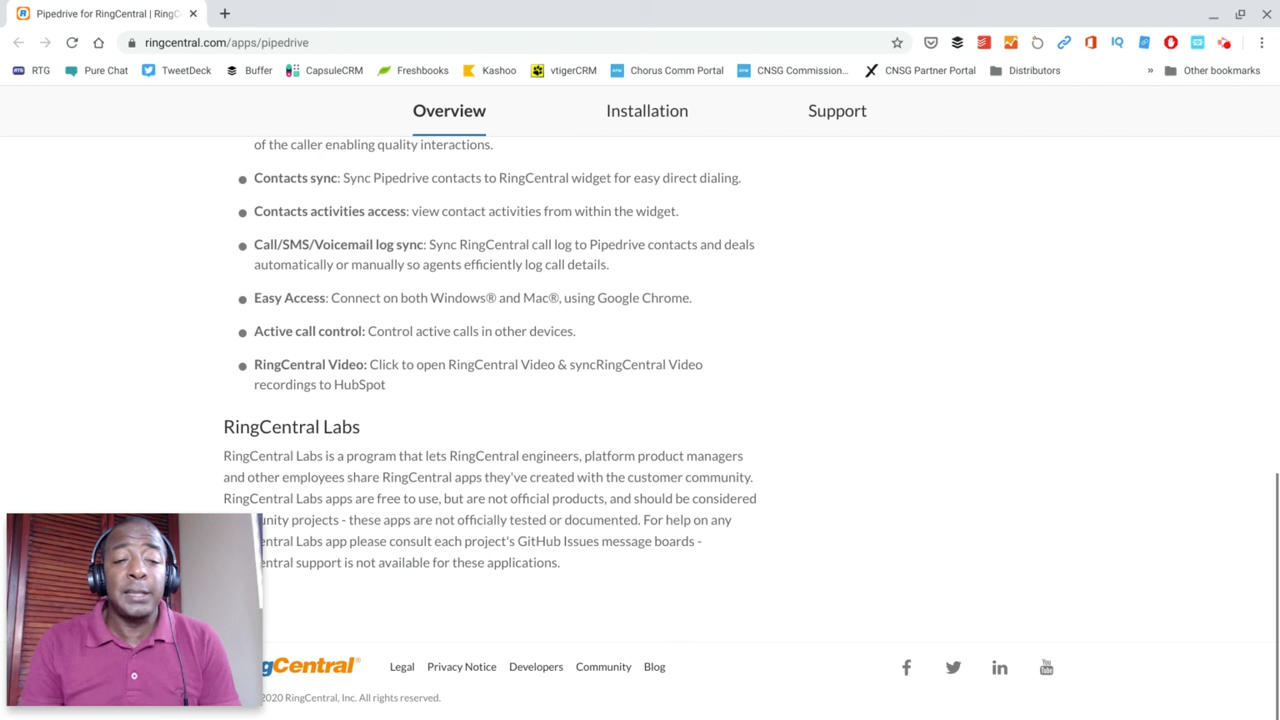 Pipedrive for RingCentral | RingC
ringcentral.com/apps/pipedrive
RTG Pure Chat TweetDeck Buffer CapsuleCRM Freshbooks Kashoo vtigerCRM Chorus Comm Portal CNSG Commission... CNSG Partner Portal Distributors » Other bookmarks
Overview Installation Support
of the caller enabling quality interactions.
Contacts sync: Sync Pipedrive contacts to RingCentral widget for easy direct dialing.
Contacts activities access: view contact activities from within the widget.
Call/SMS/Voicemail log sync: Sync RingCentral call log to Pipedrive contacts and deals
automatically or manually so agents efficiently log call details.
Easy Access: Connect on both Windows® and Mac®, using Google Chrome.
Active call control: Control active calls in other devices.
RingCentral Video: Click to open RingCentral Video & syncRingCentral Video
recordings to HubSpot
RingCentral Labs
RingCentral Labs is a program that lets RingCentral engineers, platform product managers
and other employees share RingCentral apps they've created with the customer community.
RingCentral Labs apps are free to use, but are not official products, and should be considered
unity projects - these apps are not officially tested or documented. For help on any
entral Labs app please consult each project's GitHub Issues message boards -
entral support is not available for these applications.
gCentral® Legal Privacy Notice Developers Community Blog
2020 RingCentral, Inc. All rights reserved.